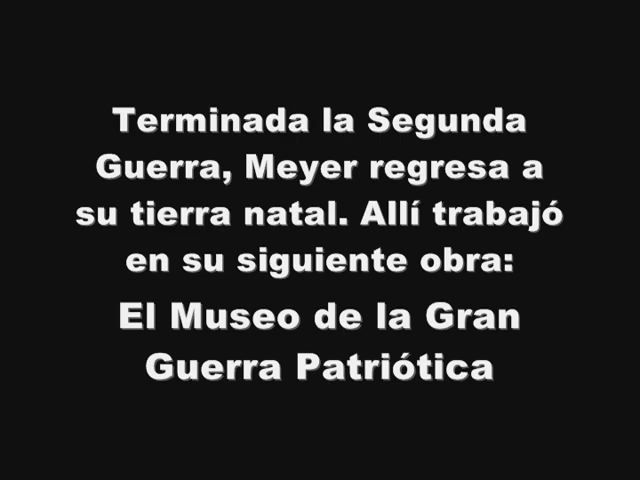 Terminada la Segunda
Guerra, Meyer regresa a
su tierra natal. Allí trabajó
en su siguiente obra:
El Museo de la Gran
Guerra Patriótica